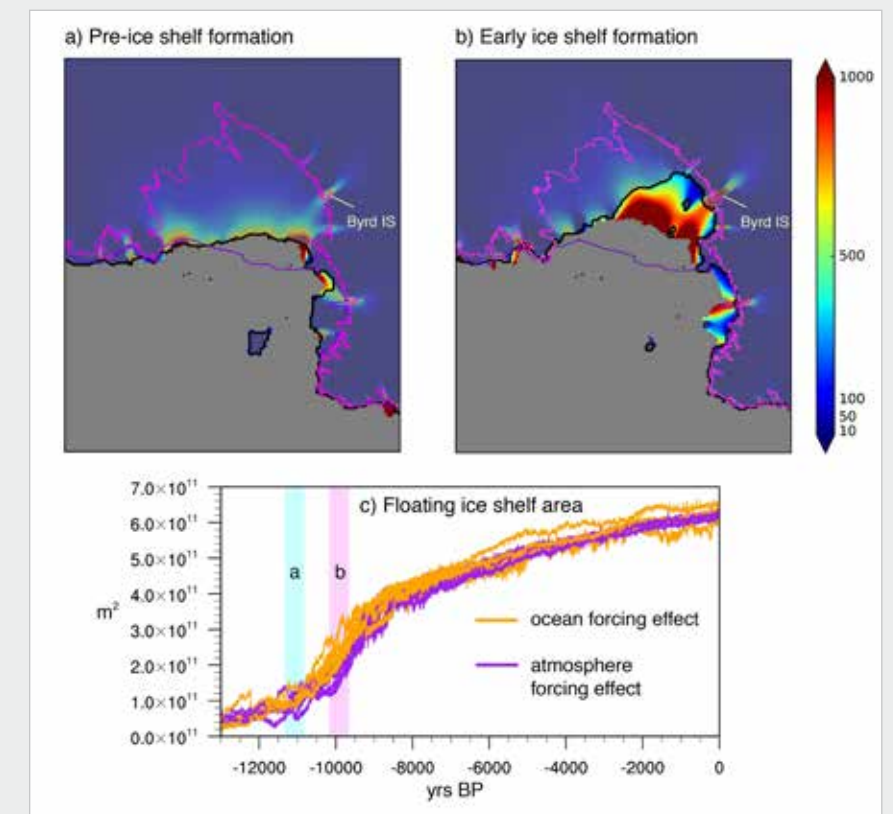 a) Pre-ice shelf formation
b) Early ice shelf formation
Byrd IS
Byrd IS
1000
500
100
50
10
c) Floating ice shelf area
7.0×10¹¹
6.0×10¹¹
5.0×10¹¹
4.0×10¹¹
3.0×10¹¹
2.0×10¹¹
1.0×10¹¹
0.0×10¹¹
m²
a
b
ocean forcing effect
atmosphere
forcing effect
-12000 -10000 -8000 -6000 -4000 -2000 0
yrs BP